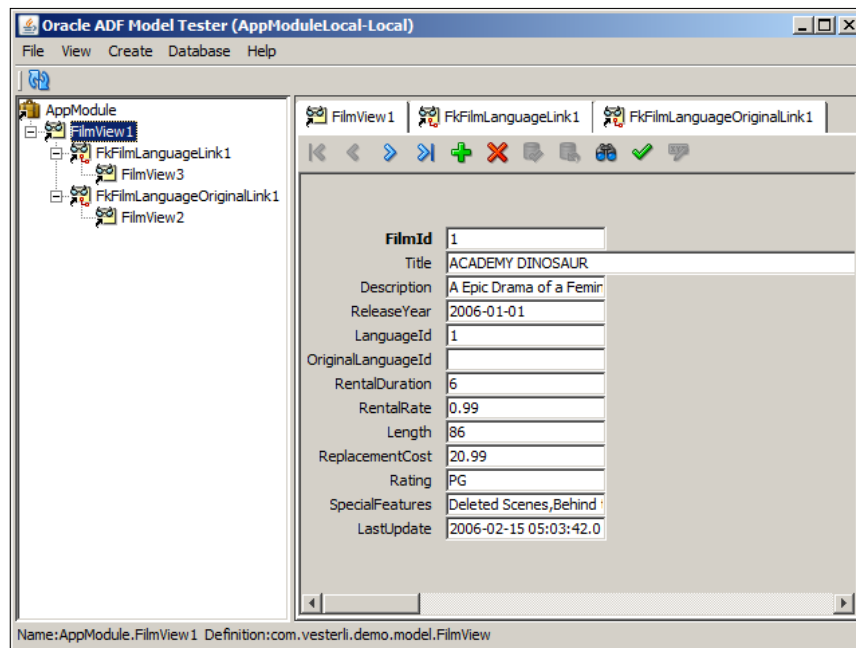 Oracle ADF Model Tester (AppModuleLocal-Local)
File View Create Database Help
AppModule
FilmView1
FkFilmLanguageLink1
FilmView3
FkFilmLanguageOriginalLink1
FilmView2
FilmView1 FkFilmLanguageLink1 FkFilmLanguageOriginalLink1
FilmId 1
Title ACADEMY DINOSAUR
Description A Epic Drama of a Femin
ReleaseYear 2006-01-01
LanguageId 1
OriginalLanguageId
RentalDuration 6
RentalRate 0.99
Length 86
ReplacementCost 20.99
Rating PG
SpecialFeatures Deleted Scenes,Behind
LastUpdate 2006-02-15 05:03:42.0
Name:AppModule.FilmView1 Definition:com.vesterli.demo.model.FilmView